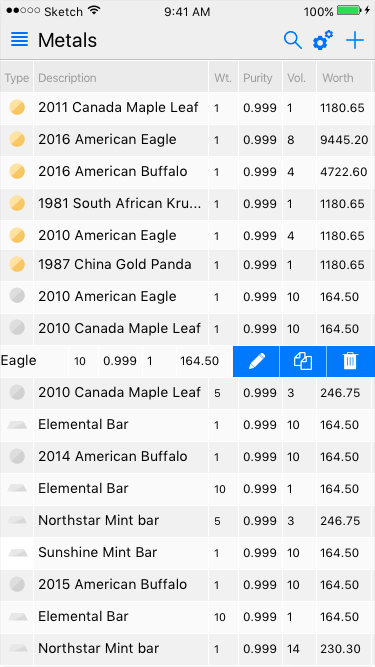 Sketch 9:41 AM 100%
Metals
Type Description Wt. Purity Vol. Worth
2011 Canada Maple Leaf 1 0.999 1 1180.65
2016 American Eagle 1 0.999 8 9445.20
2016 American Buffalo 1 0.999 4 4722.60
1981 South African Kru... 1 0.999 1 1180.65
2010 American Eagle 1 0.999 4 1180.65
1987 China Gold Panda 1 0.999 1 1180.65
2010 American Eagle 1 0.999 10 164.50
2010 Canada Maple Leaf 1 0.999 10 164.50
Eagle 10 0.999 1 164.50
2010 Canada Maple Leaf 5 0.999 3 246.75
Elemental Bar 1 0.999 10 164.50
2014 American Buffalo 1 0.999 10 164.50
Elemental Bar 10 0.999 1 164.50
Northstar Mint bar 5 0.999 3 246.75
Sunshine Mint Bar 1 0.999 10 164.50
2015 American Buffalo 1 0.999 10 164.50
Elemental Bar 10 0.999 1 164.50
Northstar Mint bar 1 0.999 14 230.30